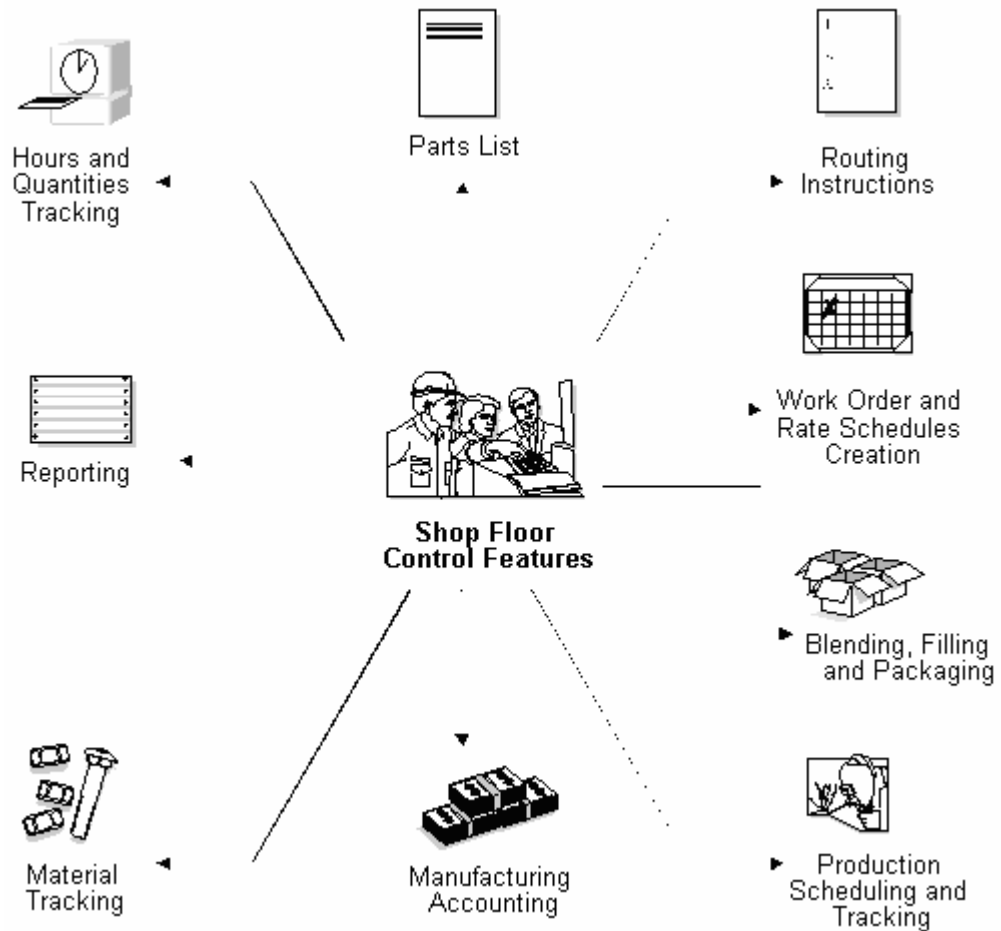 Parts List
Hours and
Quantities
Tracking
Routing
Instructions
Work Order and
Rate Schedules
Creation
Reporting
Shop Floor
Control Features
Blending, Filling
and Packaging
Material
Tracking
Manufacturing
Accounting
Production
Scheduling and
Tracking